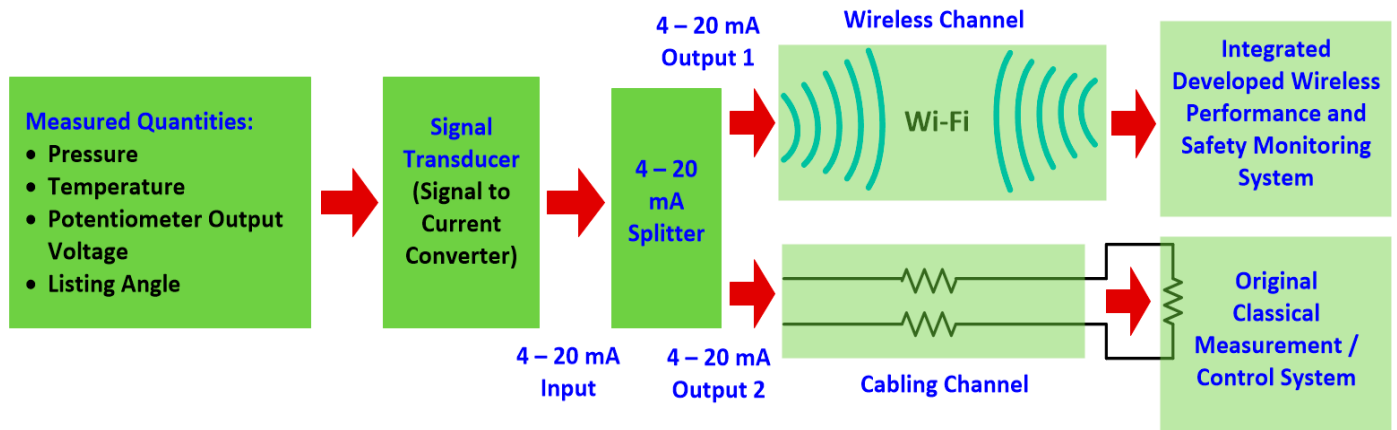 Measured Quantities:
• Pressure
• Temperature
• Potentiometer Output
Voltage
• Listing Angle
Signal
Transducer
(Signal to
Current
Converter)
4 – 20 mA
Input
4 – 20
mA
Splitter
4 – 20 mA
Output 1
Wireless Channel
Wi-Fi
Integrated
Developed Wireless
Performance and
Safety Monitoring
System
4 – 20 mA
Output 2
Cabling Channel
Original
Classical
Measurement /
Control System